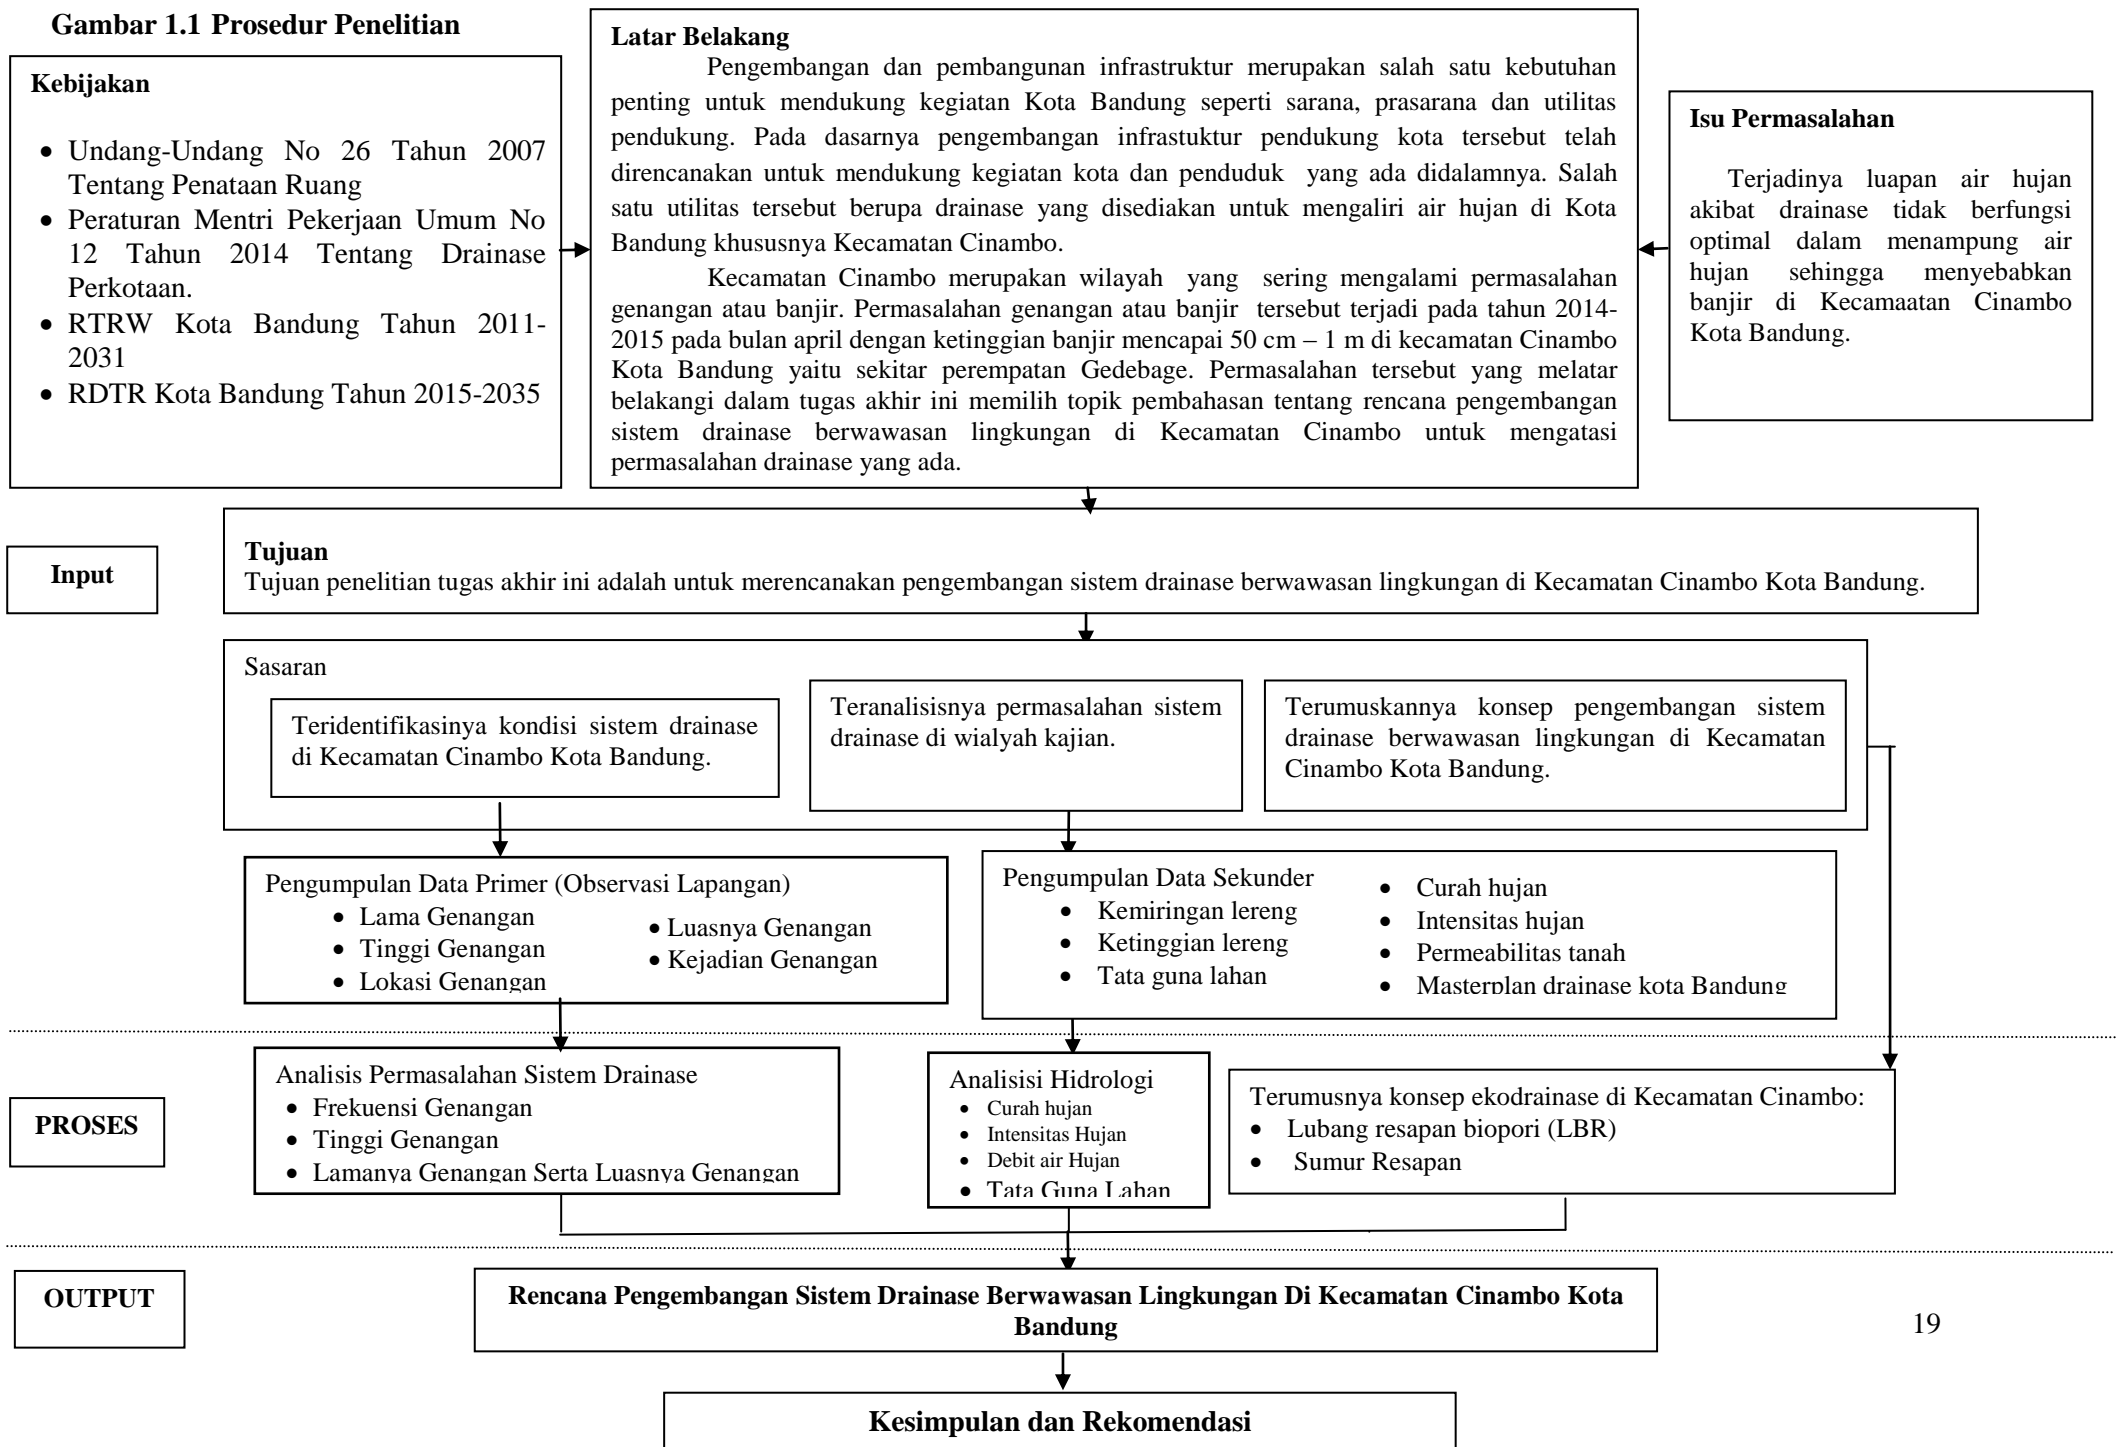 Gambar 1.1 Prosedur Penelitian
Kebijakan
• Undang-Undang No 26 Tahun 2007
Tentang Penataan Ruang
• Peraturan Mentri Pekerjaan Umum No
12 Tahun 2014 Tentang Drainase
Perkotaan.
• RTRW Kota Bandung Tahun 2011-
2031
• RDTR Kota Bandung Tahun 2015-2035
Latar Belakang
Pengembangan dan pembangunan infrastruktur merupakan salah satu kebutuhan
penting untuk mendukung kegiatan Kota Bandung seperti sarana, prasarana dan utilitas
pendukung. Pada dasarnya pengembangan infrastuktur pendukung kota tersebut telah
direncanakan untuk mendukung kegiatan kota dan penduduk yang ada didalamnya. Salah
satu utilitas tersebut berupa drainase yang disediakan untuk mengaliri air hujan di Kota
Bandung khususnya Kecamatan Cinambo.
Kecamatan Cinambo merupakan wilayah yang sering mengalami permasalahan
genangan atau banjir. Permasalahan genangan atau banjir tersebut terjadi pada tahun 2014-
2015 pada bulan april dengan ketinggian banjir mencapai 50 cm – 1 m di kecamatan Cinambo
Kota Bandung yaitu sekitar perempatan Gedebage. Permasalahan tersebut yang melatar
belakangi dalam tugas akhir ini memilih topik pembahasan tentang rencana pengembangan
sistem drainase berwawasan lingkungan di Kecamatan Cinambo untuk mengatasi
permasalahan drainase yang ada.
Isu Permasalahan
Terjadinya luapan air hujan
akibat drainase tidak berfungsi
optimal dalam menampung air
hujan sehingga menyebabkan
banjir di Kecamaatan Cinambo
Kota Bandung.
Input
Tujuan
Tujuan penelitian tugas akhir ini adalah untuk merencanakan pengembangan sistem drainase berwawasan lingkungan di Kecamatan Cinambo Kota Bandung.
Sasaran
Teridentifikasinya kondisi sistem drainase
di Kecamatan Cinambo Kota Bandung.
Teranalisisnya permasalahan sistem
drainase di wialyah kajian.
Terumuskannya konsep pengembangan sistem
drainase berwawasan lingkungan di Kecamatan
Cinambo Kota Bandung.
Pengumpulan Data Primer (Observasi Lapangan)
• Lama Genangan
• Tinggi Genangan
• Lokasi Genangan
• Luasnya Genangan
• Kejadian Genangan
Pengumpulan Data Sekunder
• Kemiringan lereng
• Ketinggian lereng
• Tata guna lahan
• Curah hujan
• Intensitas hujan
• Permeabilitas tanah
• Masterplan drainase kota Bandung
PROSES
Analisis Permasalahan Sistem Drainase
• Frekuensi Genangan
• Tinggi Genangan
• Lamanya Genangan Serta Luasnya Genangan
Analisisi Hidrologi
• Curah hujan
• Intensitas Hujan
• Debit air Hujan
• Tata Guna Lahan
Terumusnya konsep ekodrainase di Kecamatan Cinambo:
• Lubang resapan biopori (LBR)
• Sumur Resapan
OUTPUT
Rencana Pengembangan Sistem Drainase Berwawasan Lingkungan Di Kecamatan Cinambo Kota
Bandung
19
Kesimpulan dan Rekomendasi